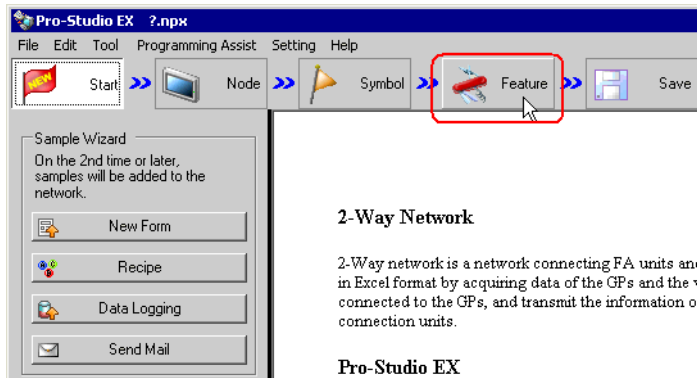 Pro-Studio EX ?.npx
File Edit Tool Programming Assist Setting Help
NEW Start Node Symbol Feature Save
Sample Wizard
On the 2nd time or later,
samples will be added to the
network.
New Form
Recipe
Data Logging
Send Mail
2-Way Network
2-Way network is a network connecting FA units and
in Excel format by acquiring data of the GPs and the
connected to the GPs, and transmit the information o
connection units.
Pro-Studio EX